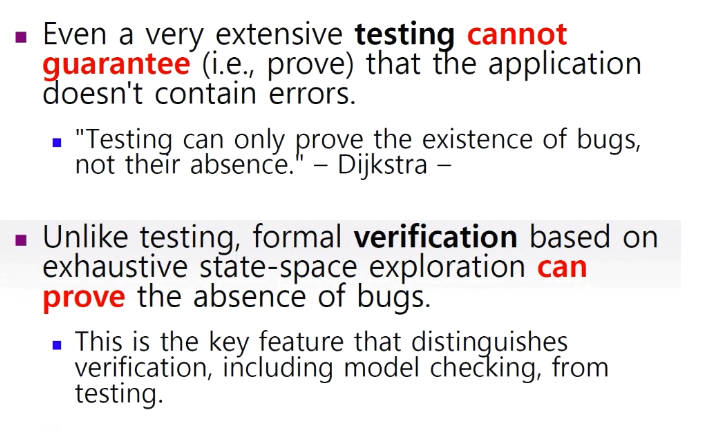 Even a very extensive testing cannot
guarantee (i.e., prove) that the application
doesn't contain errors.
"Testing can only prove the existence of bugs,
not their absence." – Dijkstra –
Unlike testing, formal verification based on
exhaustive state-space exploration can
prove the absence of bugs.
This is the key feature that distinguishes
verification, including model checking, from
testing.